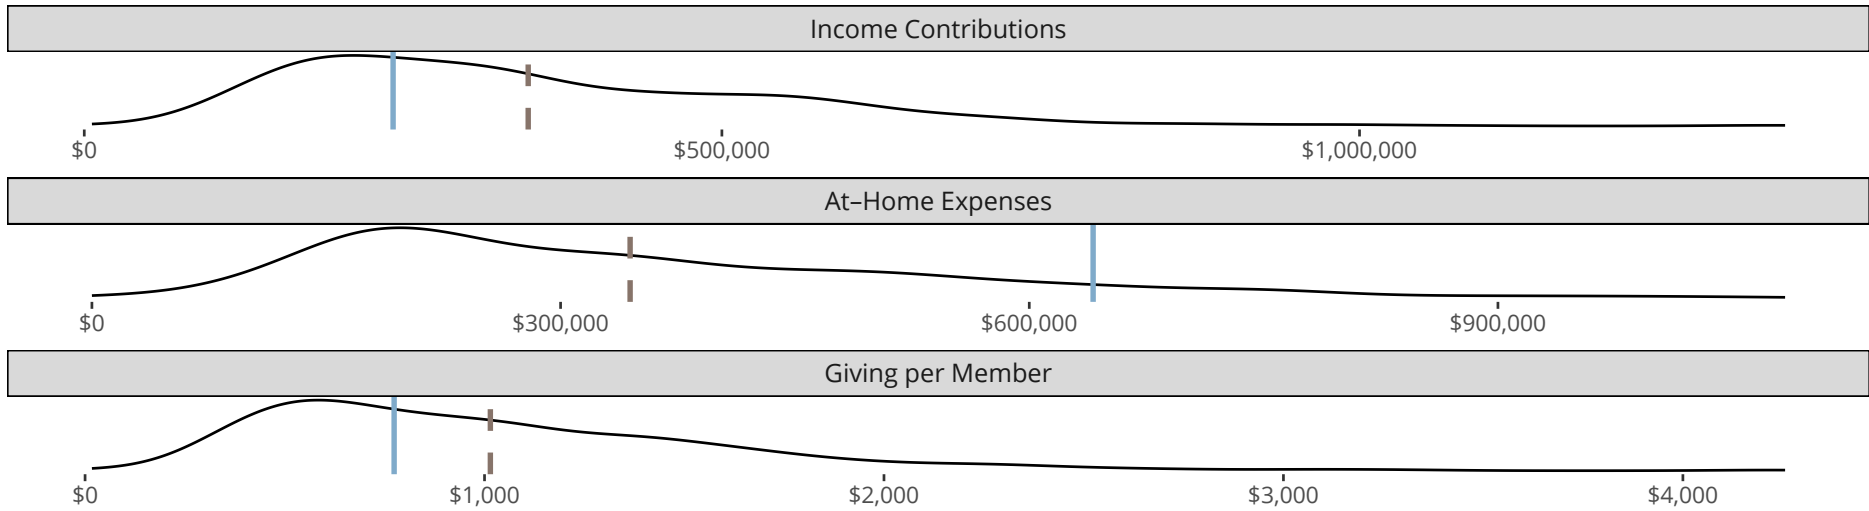 Income Contributions
$0 $500,000 $1,000,000
At–Home Expenses
$0 $300,000 $600,000 $900,000
Giving per Member
$0 $1,000 $2,000 $3,000 $4,000